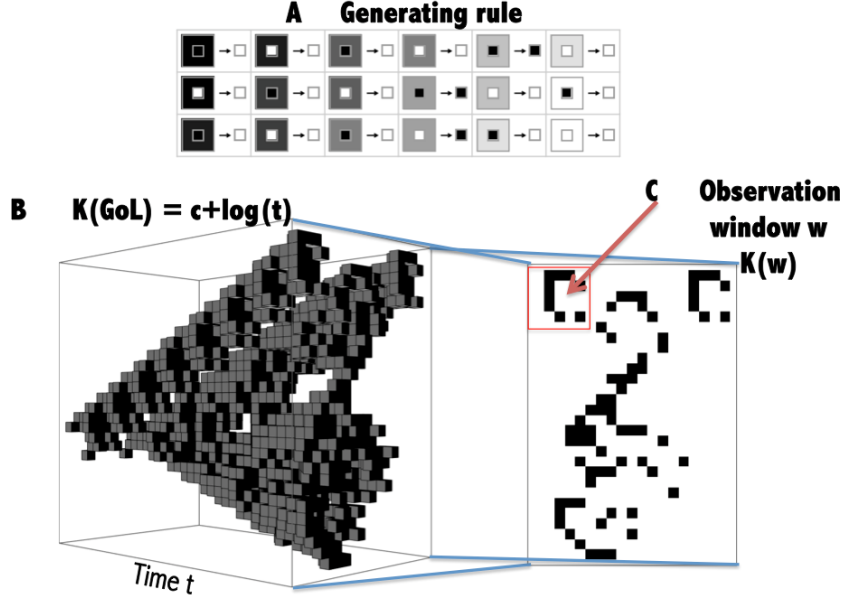 A Generating rule
B K(GoL) = c+log(t)
C Observation
window w
K(w)
Time t